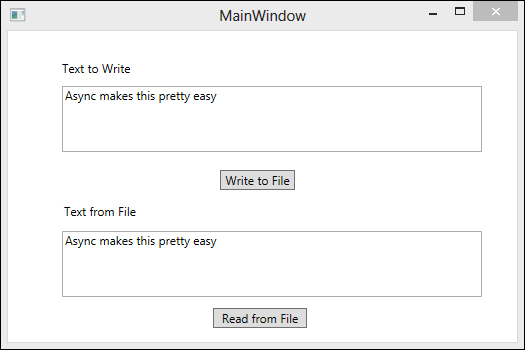 MainWindow
Text to Write
Async makes this pretty easy
Write to File
Text from File
Async makes this pretty easy
Read from File